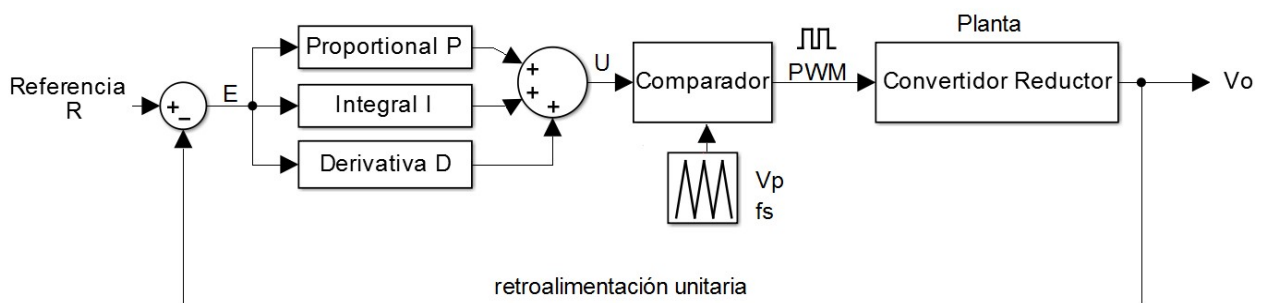 Planta
Referencia
R
+
−
E
Proportional P
Integral I
Derivativa D
+
+
+
U
Comparador
PWM
Convertidor Reductor
Vo
Vp
fs
retroalimentación unitaria